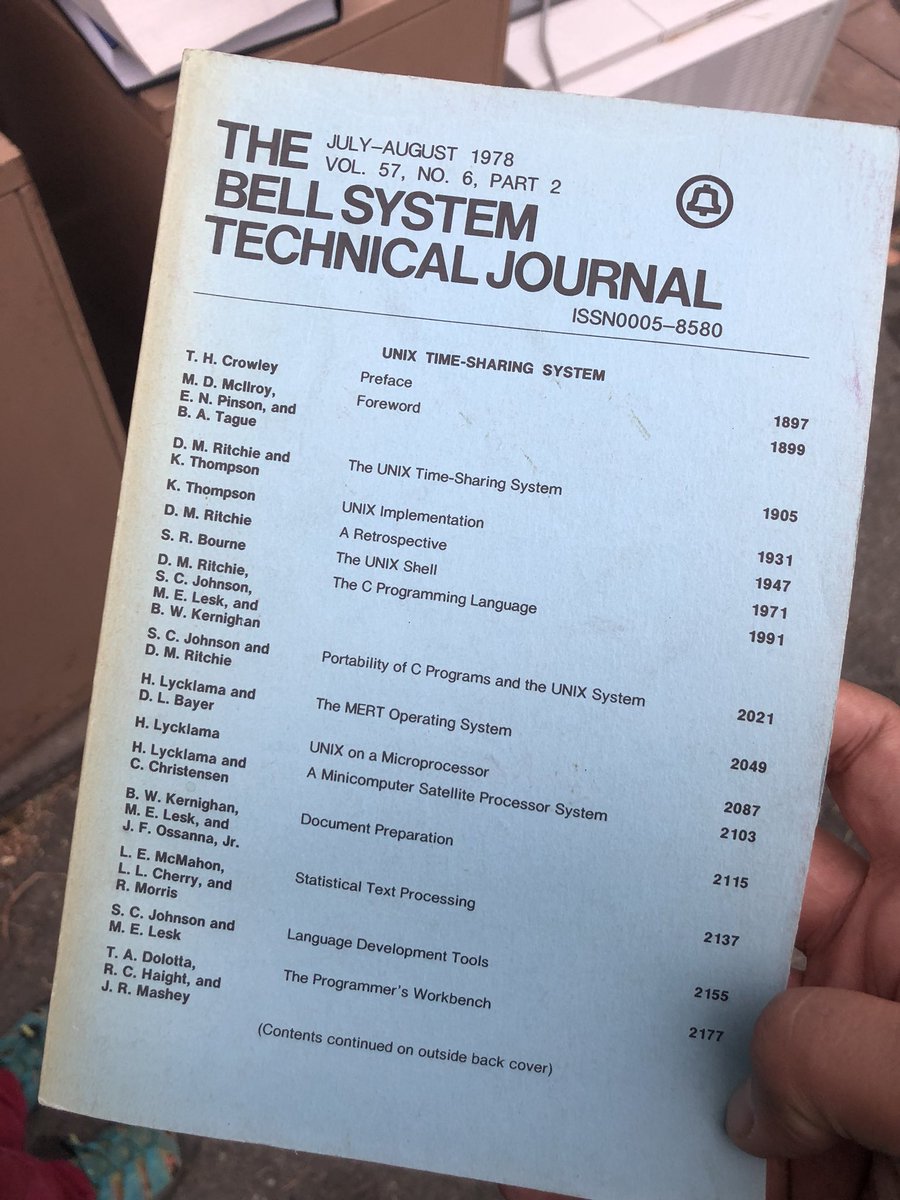 THE
JULY–AUGUST 1978
VOL. 57, NO. 6, PART 2
BELL SYSTEM
TECHNICAL JOURNAL
ISSN0005–8580
UNIX TIME-SHARING SYSTEM
T. H. Crowley Preface 1897
M. D. McIlroy, Foreword 1899
E. N. Pinson, and
B. A. Tague
D. M. Ritchie and
K. Thompson The UNIX Time-Sharing System 1905
K. Thompson UNIX Implementation 1931
D. M. Ritchie A Retrospective 1947
S. R. Bourne The UNIX Shell 1971
D. M. Ritchie, The C Programming Language 1991
S. C. Johnson,
M. E. Lesk, and
B. W. Kernighan
S. C. Johnson and
D. M. Ritchie Portability of C Programs and the UNIX System 2021
H. Lycklama and
D. L. Bayer The MERT Operating System 2049
H. Lycklama UNIX on a Microprocessor 2087
H. Lycklama and A Minicomputer Satellite Processor System 2103
C. Christensen
B. W. Kernighan, Document Preparation 2115
M. E. Lesk, and
J. F. Ossanna, Jr.
L. E. McMahon,
L. L. Cherry, and Statistical Text Processing 2137
R. Morris
S. C. Johnson and
M. E. Lesk Language Development Tools 2155
T. A. Dolotta, The Programmer's Workbench 2177
R. C. Haight, and
J. R. Mashey
(Contents continued on outside back cover)